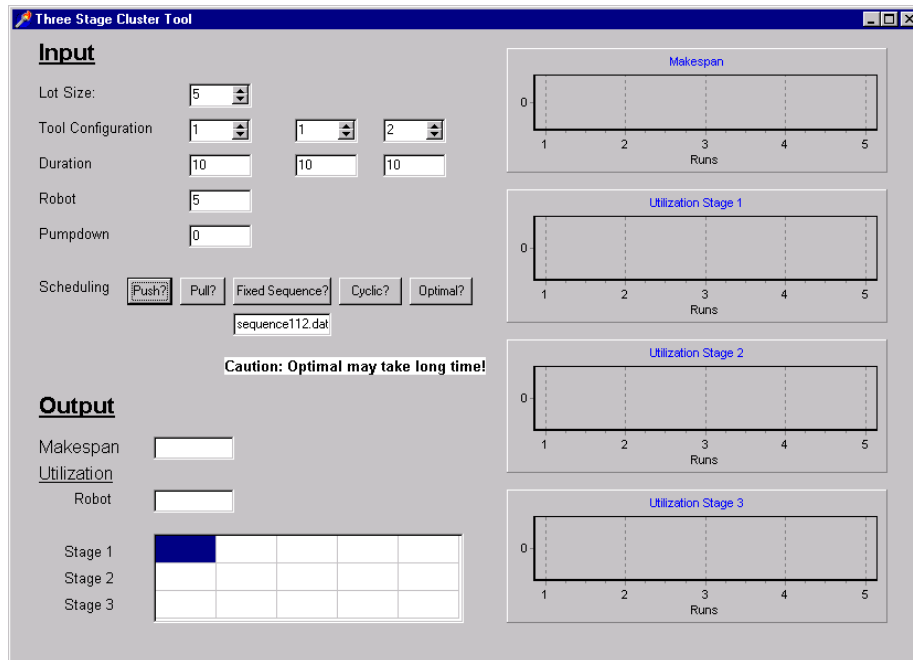 Three Stage Cluster Tool
Input
Lot Size: 5
Tool Configuration 1 1 2
Duration 10 10 10
Robot 5
Pumpdown 0
Scheduling Push? Pull? Fixed Sequence? Cyclic? Optimal?
sequence112.dat
Caution: Optimal may take long time!
Output
Makespan
Utilization
Robot
Stage 1
Stage 2
Stage 3
Makespan
0
1 2 3 4 5
Runs
Utilization Stage 1
0
1 2 3 4 5
Runs
Utilization Stage 2
0
1 2 3 4 5
Runs
Utilization Stage 3
0
1 2 3 4 5
Runs